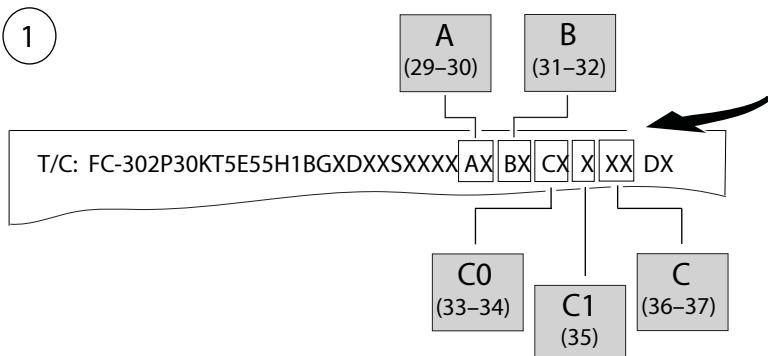 1
A
(29–30)
B
(31–32)
T/C: FC-302P30KT5E55H1BGXDXXSXXXX AX BX CX X XX DX
C0
(33–34)
C1
(35)
C
(36–37)